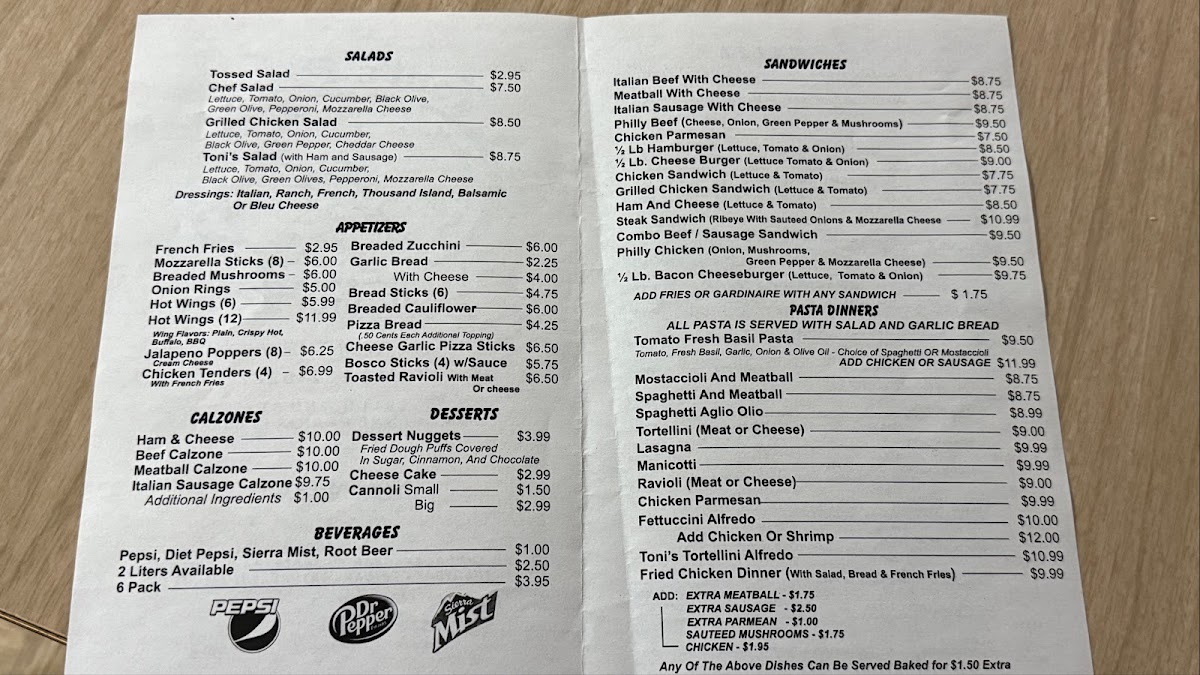 SALADS
Tossed Salad $2.95
Chef Salad $7.50
Lettuce, Tomato, Onion, Cucumber, Black Olive,
Green Olive, Pepperoni, Mozzarella Cheese
Grilled Chicken Salad $8.50
Lettuce, Tomato, Onion, Cucumber,
Black Olive, Green Pepper, Cheddar Cheese
Toni's Salad (with Ham and Sausage) $8.75
Lettuce, Tomato, Onion, Cucumber,
Black Olive, Green Olives, Pepperoni, Mozzarella Cheese
Dressings: Italian, Ranch, French, Thousand Island, Balsamic
Or Bleu Cheese
APPETIZERS
French Fries $2.95
Mozzarella Sticks (8) $6.00
Breaded Mushrooms $6.00
Onion Rings $5.00
Hot Wings (6) $5.99
Hot Wings (12) $11.99
Wing Flavors: Plain, Crispy Hot,
Buffalo, BBQ
Jalapeno Poppers (8) $6.25
Cream Cheese
Chicken Tenders (4) $6.99
With French Fries
Breaded Zucchini $6.00
Garlic Bread $2.25
With Cheese $4.00
Bread Sticks (6) $4.75
Breaded Cauliflower $6.00
Pizza Bread $4.25
(.50 Cents Each Additional Topping)
Cheese Garlic Pizza Sticks $6.50
Bosco Sticks (4) w/Sauce $5.75
Toasted Ravioli With Meat $6.50
Or cheese
CALZONES
Ham & Cheese $10.00
Beef Calzone $10.00
Meatball Calzone $10.00
Italian Sausage Calzone $9.75
Additional Ingredients $1.00
DESSERTS
Dessert Nuggets $3.99
Fried Dough Puffs Covered
In Sugar, Cinnamon, And Chocolate
Cheese Cake $2.99
Cannoli Small $1.50
Big $2.99
BEVERAGES
Pepsi, Diet Pepsi, Sierra Mist, Root Beer $1.00
2 Liters Available $2.50
6 Pack $3.95
PEPSI
Dr Pepper
Sierra Mist
SANDWICHES
Italian Beef With Cheese $8.75
Meatball With Cheese $8.75
Italian Sausage With Cheese $8.75
Philly Beef (Cheese, Onion, Green Pepper & Mushrooms) $9.50
Chicken Parmesan $7.50
½ Lb Hamburger (Lettuce, Tomato & Onion) $8.50
½ Lb. Cheese Burger (Lettuce Tomato & Onion) $9.00
Chicken Sandwich (Lettuce & Tomato) $7.75
Grilled Chicken Sandwich (Lettuce & Tomato) $7.75
Ham And Cheese (Lettuce & Tomato) $8.50
Steak Sandwich (Ribeye With Sauteed Onions & Mozzarella Cheese $10.99
Combo Beef / Sausage Sandwich $9.50
Philly Chicken (Onion, Mushrooms,
Green Pepper & Mozzarella Cheese) $9.50
½ Lb. Bacon Cheeseburger (Lettuce, Tomato & Onion) $9.75
ADD FRIES OR GARDINAIRE WITH ANY SANDWICH $ 1.75
PASTA DINNERS
ALL PASTA IS SERVED WITH SALAD AND GARLIC BREAD
Tomato Fresh Basil Pasta $9.50
Tomato, Fresh Basil, Garlic, Onion & Olive Oil - Choice of Spaghetti OR Mostaccioli
ADD CHICKEN OR SAUSAGE $11.99
Mostaccioli And Meatball $8.75
Spaghetti And Meatball $8.75
Spaghetti Aglio Olio $8.99
Tortellini (Meat or Cheese) $9.00
Lasagna $9.99
Manicotti $9.99
Ravioli (Meat or Cheese) $9.00
Chicken Parmesan $9.99
Fettuccini Alfredo $10.00
Add Chicken Or Shrimp $12.00
Toni's Tortellini Alfredo $10.99
Fried Chicken Dinner (With Salad, Bread & French Fries) $9.99
ADD: EXTRA MEATBALL - $1.75
EXTRA SAUSAGE - $2.50
EXTRA PARMEAN - $1.00
SAUTEED MUSHROOMS - $1.75
CHICKEN - $1.95
Any Of The Above Dishes Can Be Served Baked for $1.50 Extra